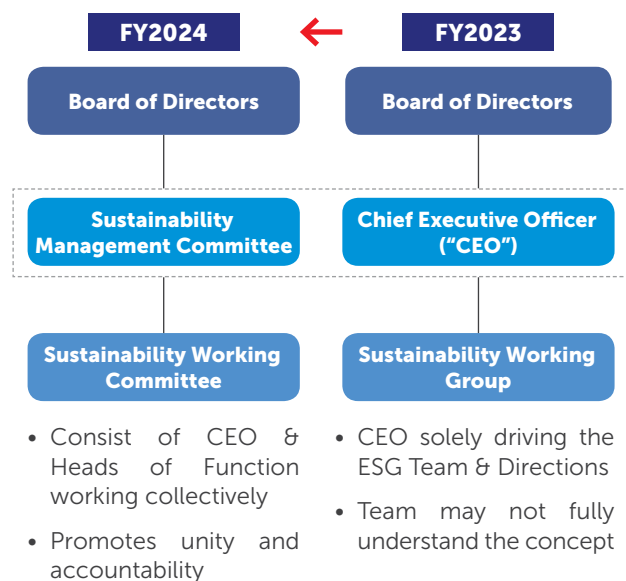 FY2024
FY2023
Board of Directors
Board of Directors
Sustainability
Management Committee
Chief Executive Officer
(“CEO”)
Sustainability Working
Committee
Sustainability Working
Group
• Consist of CEO &
Heads of Function
working collectively
• Promotes unity and
accountability
• CEO solely driving the
ESG Team & Directions
• Team may not fully
understand the concept